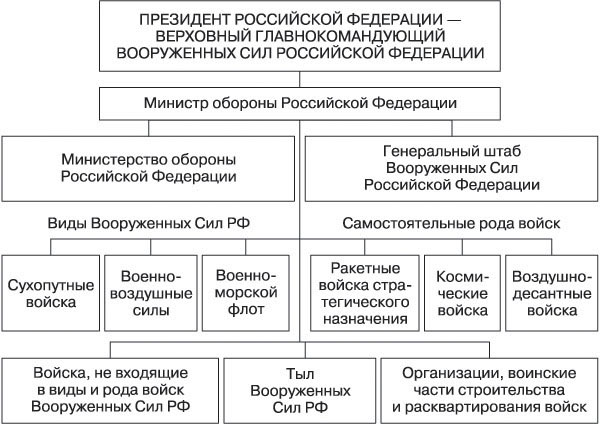 ПРЕЗИДЕНТ РОССИЙСКОЙ ФЕДЕРАЦИИ —
ВЕРХОВНЫЙ ГЛАВНОКОМАНДУЮЩИЙ
ВООРУЖЕННЫХ СИЛ РОССИЙСКОЙ ФЕДЕРАЦИИ
Министр обороны Российской Федерации
Министерство обороны
Российской Федерации
Генеральный штаб
Вооруженных Сил
Российской Федерации
Виды Вооруженных Сил РФ
Самостоятельные рода войск
Сухопутные
войска
Военно-
воздушные
силы
Военно-
морской
флот
Ракетные
войска стра-
тегического
назначения
Косми-
ческие
войска
Воздушно-
десантные
войска
Войска, не входящие
в виды и рода войск
Вооруженных Сил РФ
Тыл
Вооруженных
Сил РФ
Организации, воинские
части строительства
и расквартирования войск